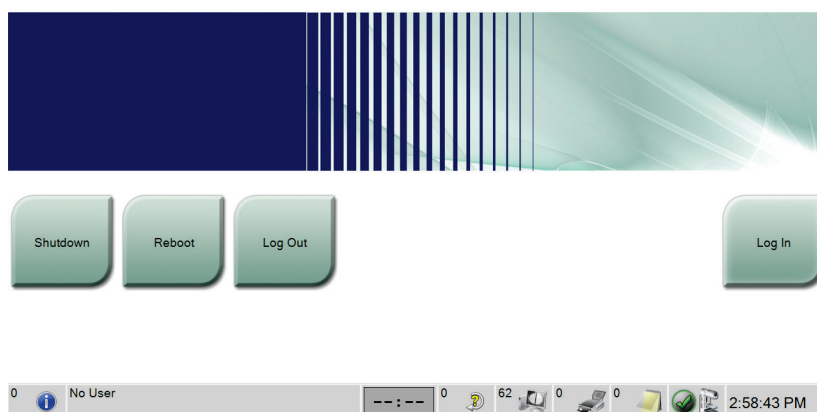 Shutdown
Reboot
Log Out
Log In
0
No User
--:--
0
62
0
0
2:58:43 PM